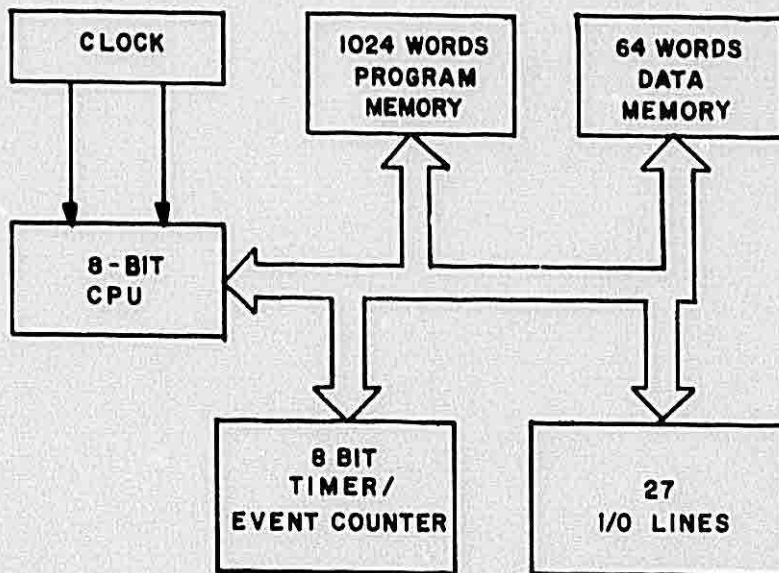 CLOCK
1024 WORDS
PROGRAM
MEMORY
64 WORDS
DATA
MEMORY
8-BIT
CPU
8 BIT
TIMER/
EVENT COUNTER
27
I/O LINES